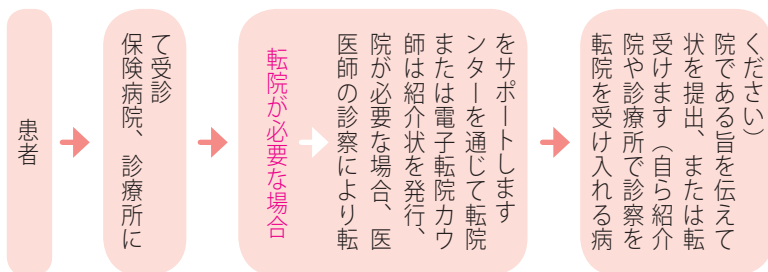 患者
保険病院、診療所に
て受診
転院が必要な場合
医師の診察により転
院が必要な場合、医
師は紹介状を発行、
または電子転院カウ
ンターを通じて転院
をサポートします
転院を受け入れる病
院や診療所で診察を
受けます（自ら紹介
状を提出、または転
院である旨を伝えて
ください）